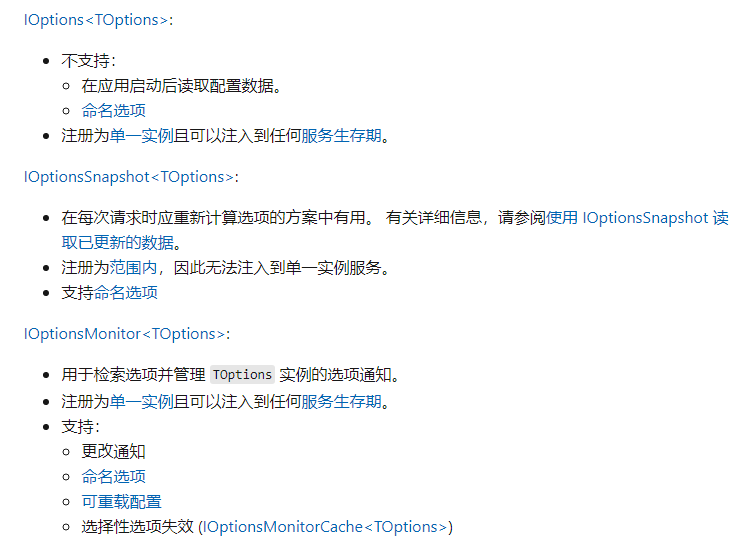 IOptions<TOptions>:
不支持：
在应用启动后读取配置数据。
命名选项
注册为单一实例且可以注入到任何服务生存期。
IOptionsSnapshot<TOptions>:
在每次请求时应重新计算选项的方案中有用。 有关详细信息，请参阅使用 IOptionsSnapshot 读
取已更新的数据。
注册为范围内，因此无法注入到单一实例服务。
支持命名选项
IOptionsMonitor<TOptions>:
用于检索选项并管理 TOptions 实例的选项通知。
注册为单一实例且可以注入到任何服务生存期。
支持：
更改通知
命名选项
可重载配置
选择性选项失效 (IOptionsMonitorCache<TOptions>)